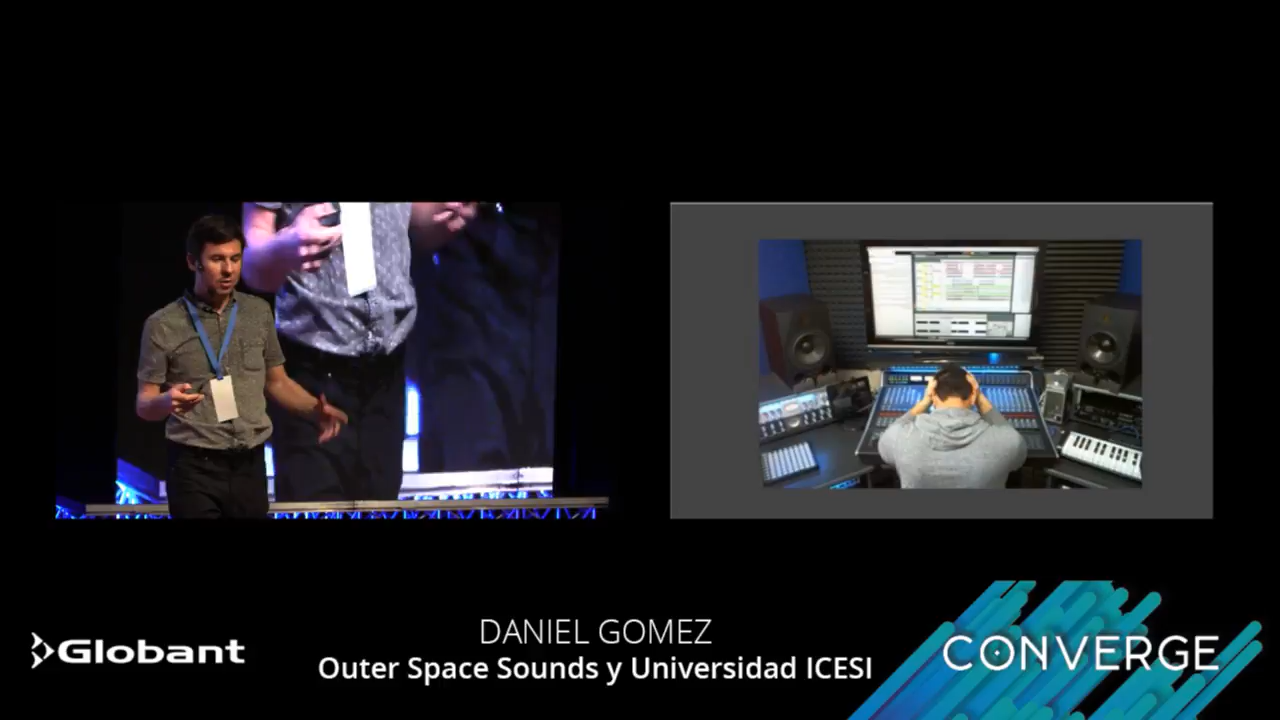 Globant
DANIEL GOMEZ
Outer Space Sounds y Universidad ICESI
CONVERGE